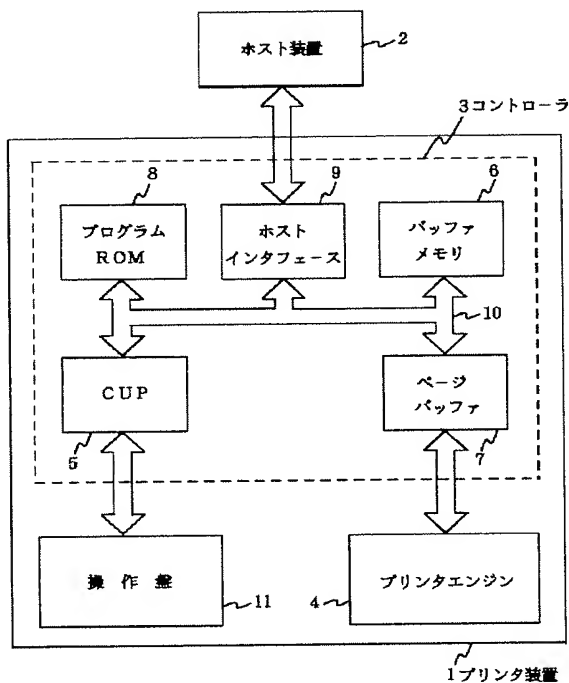 ホスト装置
2
3コントローラ
8
9
6
プログラム
ROM
ホスト
インタフェース
バッファ
メモリ
10
CUP
ページ
バッファ
5
7
操作盤
プリンタエンジン
11
4
1プリンタ装置